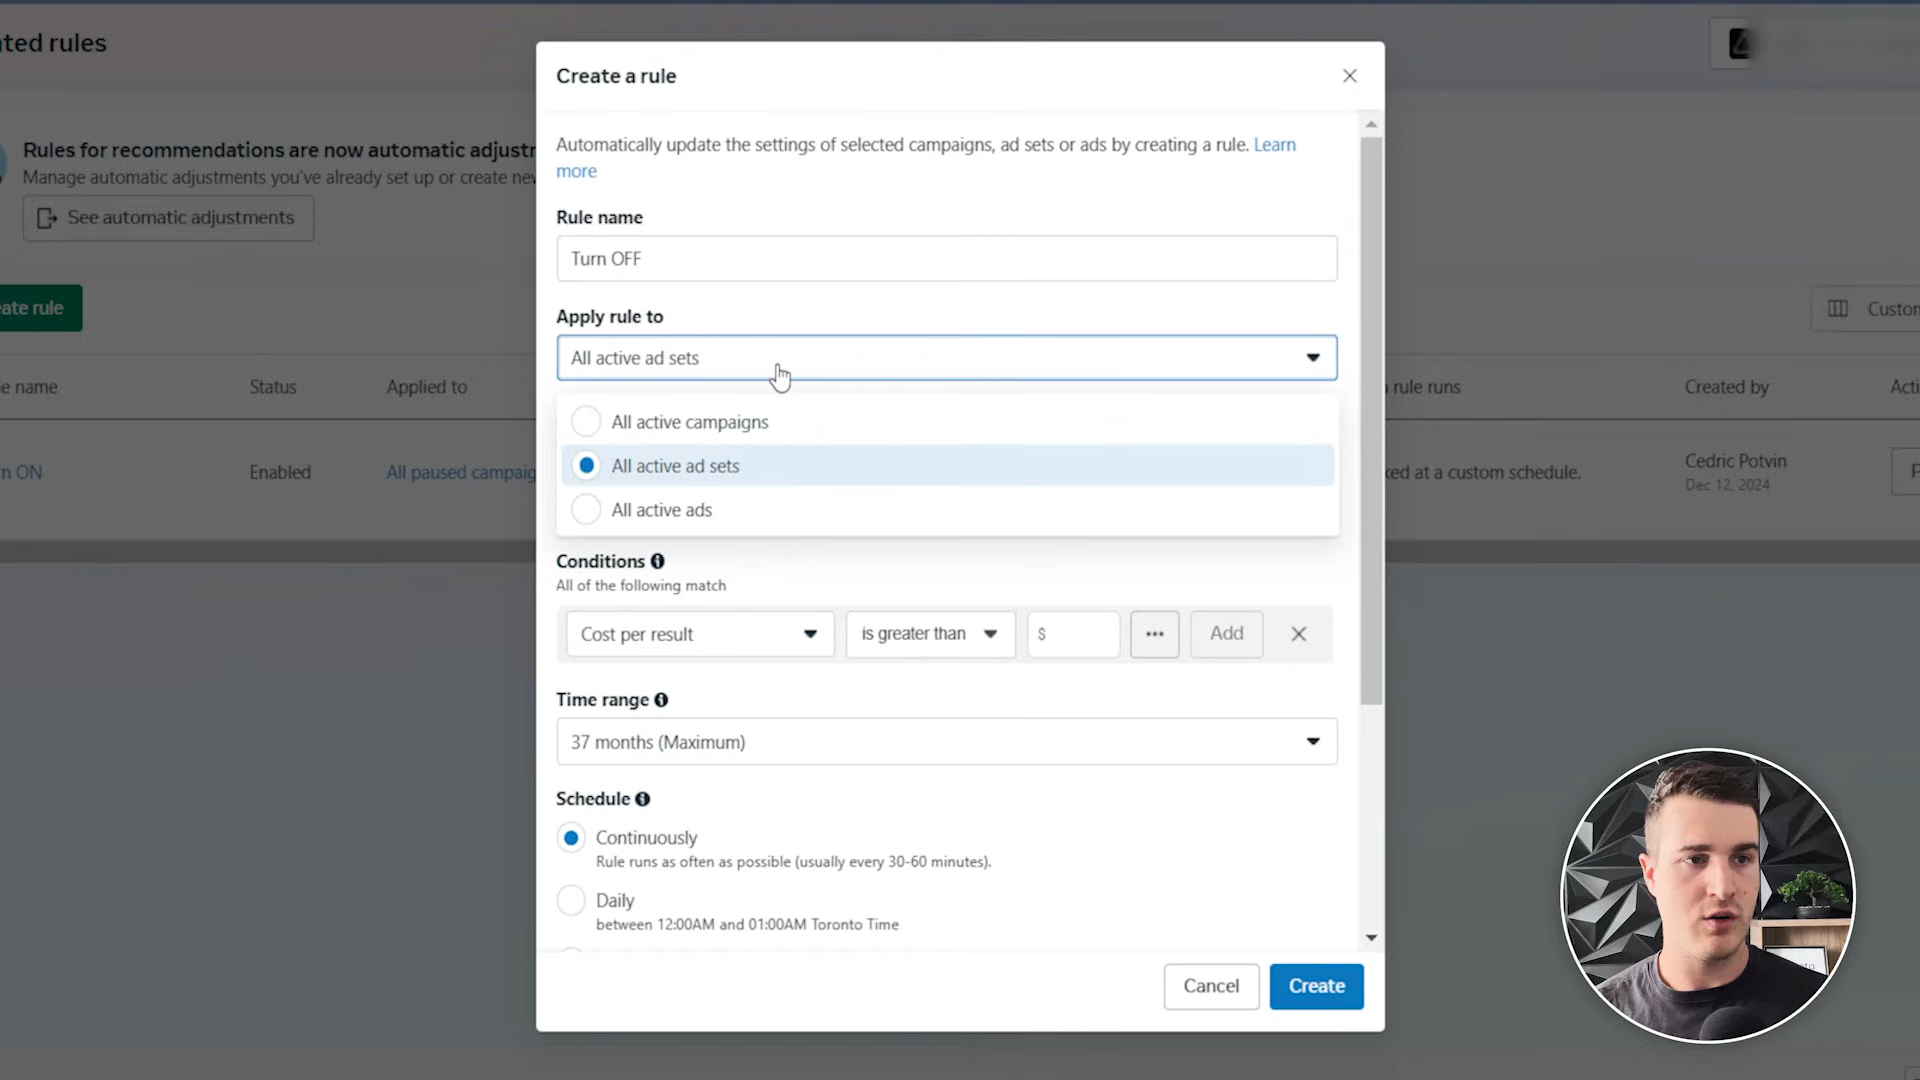 ated rules
Create a rule
Automatically update the settings of selected campaigns, ad sets or ads by creating a rule. Learn
more
Rules for recommendations are now automatic adjustr
Manage automatic adjustments you've already set up or create new
See automatic adjustments
Rule name
Turn OFF
eate rule
Custom
Apply rule to
All active ad sets
All active campaigns
All active ad sets
All active ads
le name
Status
Applied to
rule runs
Created by
Acti
rn ON
Enabled
All paused campaig
ked at a custom schedule.
Cedric Potvin
Dec 12, 2024
Conditions
All of the following match
Cost per result
is greater than
$
...
Add
Time range
37 months (Maximum)
Schedule
Continuously
Rule runs as often as possible (usually every 30-60 minutes).
Daily
between 12:00AM and 01:00AM Toronto Time
Cancel
Create